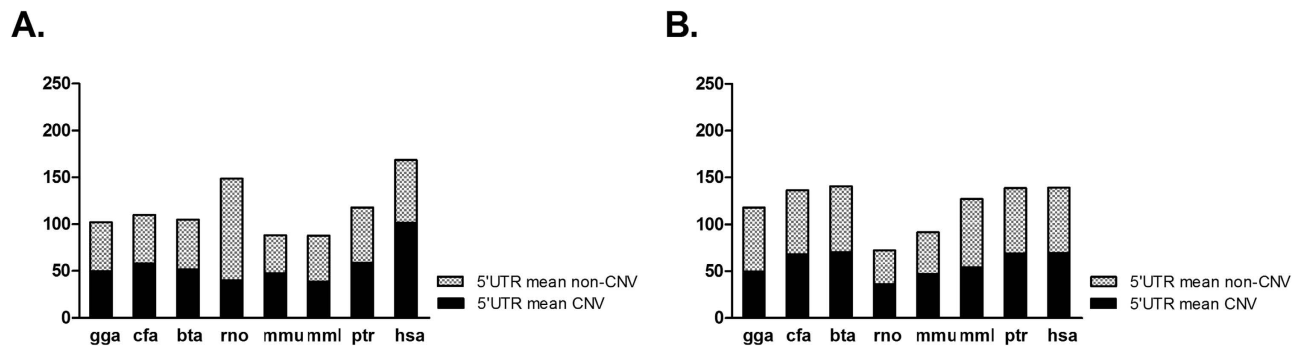 A.
250
200
150
100
50
0
gga cfa bta rno mmu mml ptr hsa
5'UTR mean non-CNV
5'UTR mean CNV
B.
250
200
150
100
50
0
gga cfa bta rno mmu mml ptr hsa
5'UTR mean non-CNV
5'UTR mean CNV